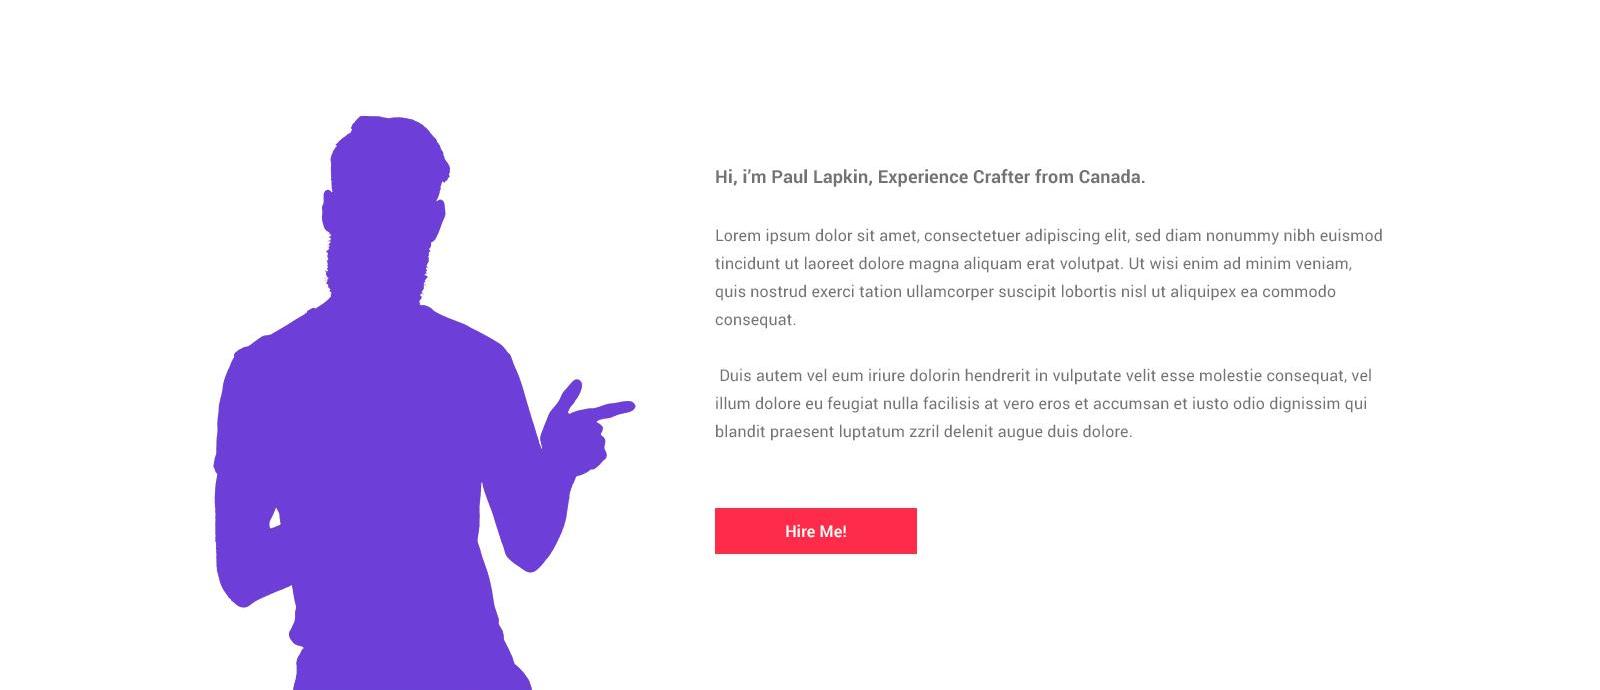 Hi, i’m Paul Lapkin, Experience Crafter from Canada.
Lorem ipsum dolor sit amet, consectetuer adipiscing elit, sed diam nonummy nibh euismod
tincidunt ut laoreet dolore magna aliquam erat volutpat. Ut wisi enim ad minim veniam,
quis nostrud exerci tation ullamcorper suscipit lobortis nisl ut aliquipex ea commodo
consequat.
Duis autem vel eum iriure dolorin hendrerit in vulputate velit esse molestie consequat, vel
illum dolore eu feugiat nulla facilisis at vero eros et accumsan et iusto odio dignissim qui
blandit praesent luptatum zzril delenit augue duis dolore.
Hire Me!